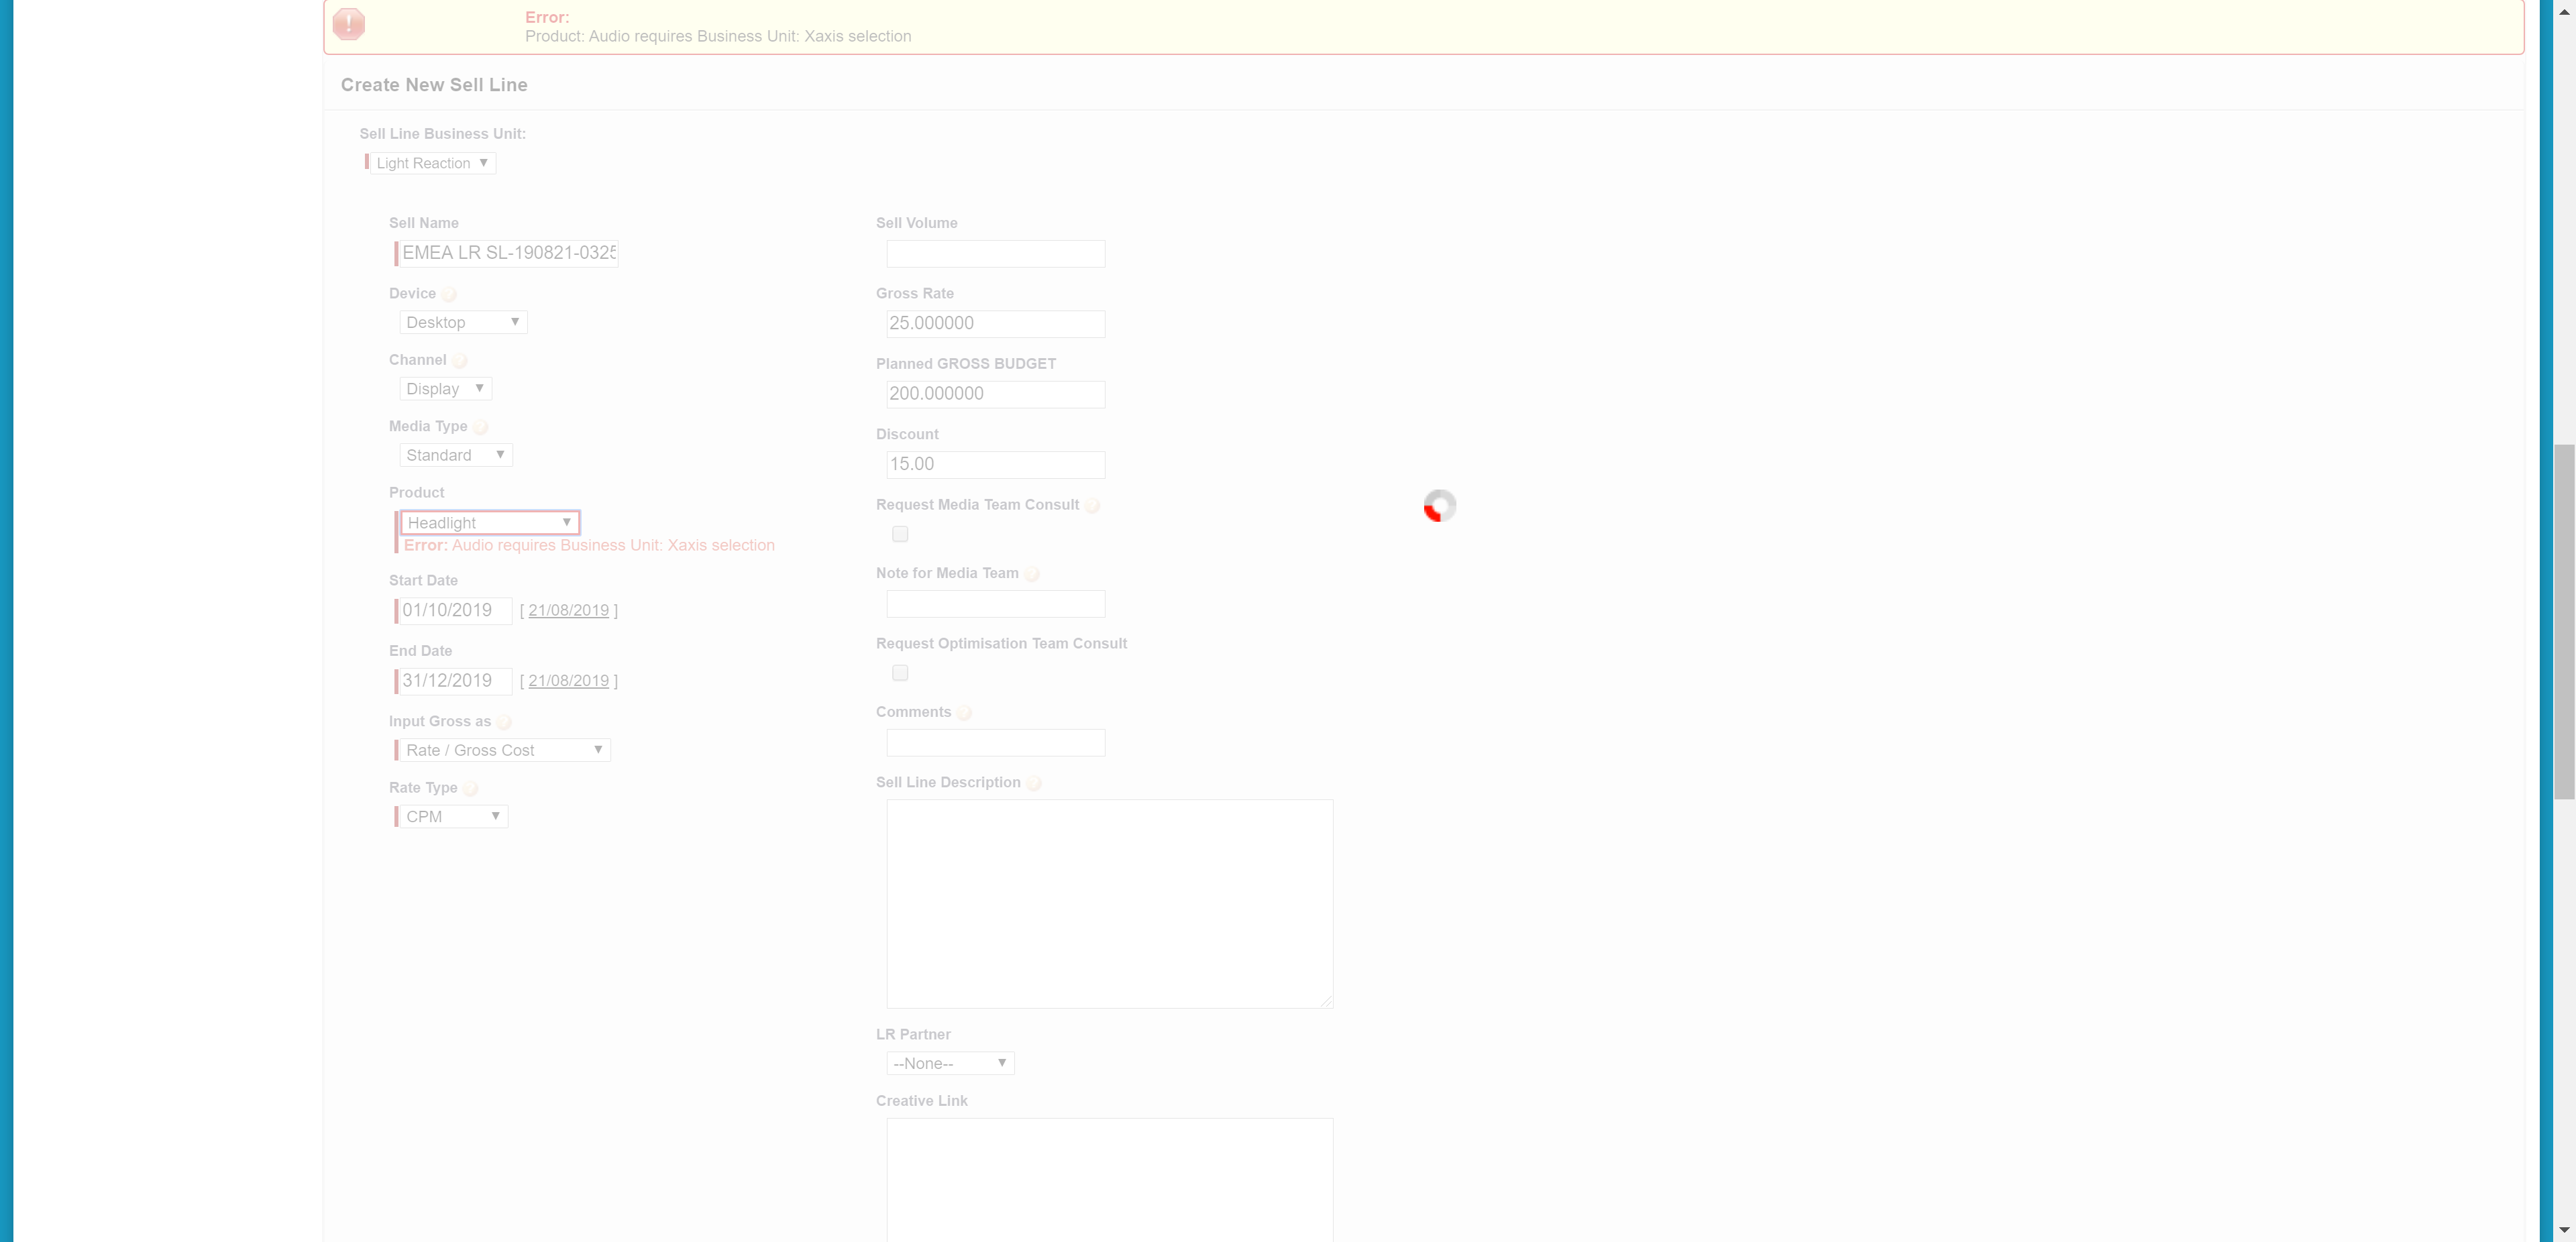 Error:
Product: Audio requires Business Unit: Xaxis selection
Create New Sell Line
Sell Line Business Unit:
Light Reaction
Sell Name
EMEA LR SL-190821-0325
Device
Desktop
Channel
Display
Media Type
Standard
Product
Headlight
Error: Audio requires Business Unit: Xaxis selection
Start Date
01/10/2019 [ 21/08/2019 ]
End Date
31/12/2019 [ 21/08/2019 ]
Input Gross as
Rate / Gross Cost
Rate Type
CPM
Sell Volume
Gross Rate
25.000000
Planned GROSS BUDGET
200.000000
Discount
15.00
Request Media Team Consult
Note for Media Team
Request Optimisation Team Consult
Comments
Sell Line Description
LR Partner
--None--
Creative Link